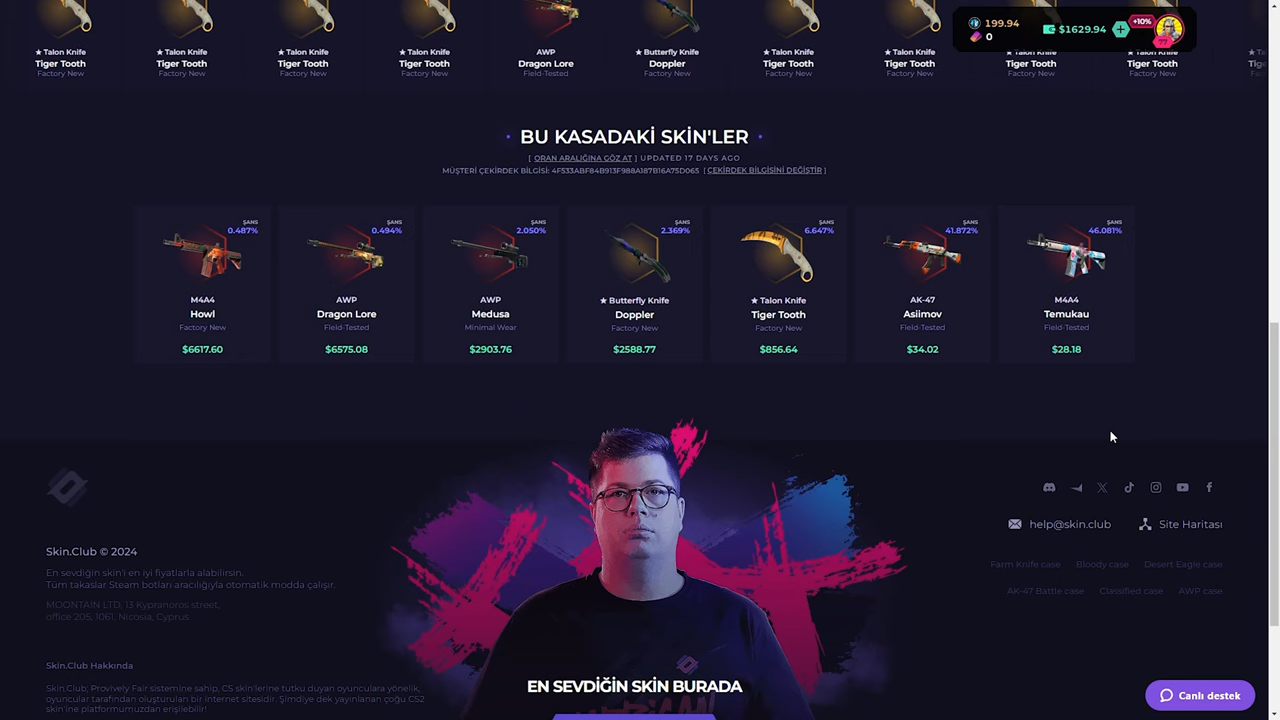 ★ Talon Knife
Tiger Tooth
Factory New
★ Talon Knife
Tiger Tooth
Factory New
★ Talon Knife
Tiger Tooth
Factory New
★ Talon Knife
Tiger Tooth
Factory New
AWP
Dragon Lore
Field-Tested
★ Butterfly Knife
Doppler
Factory New
★ Talon Knife
Tiger Tooth
Factory New
★ Talon Knife
Tiger Tooth
Factory New
★ Talon Knife
Tiger Tooth
Factory New
★ Talon Knife
Tiger Tooth
Factory New
199.94
0
$1629.94
+10%
BU KASADAKİ SKİN'LER
[ ORAN ARALIĞINA GÖZ AT ] UPDATED 17 DAYS AGO
MÜŞTERİ ÇEKİRDEK BİLGİSİ: 4F533ABF84B913F988A187B16A75D065 [ ÇEKİRDEK BİLGİSİNİ DEĞİŞTİR ]
ŞANS
0.487%
M4A4
Howl
Factory New
$6617.60
ŞANS
0.494%
AWP
Dragon Lore
Field-Tested
$6575.08
ŞANS
2.050%
AWP
Medusa
Minimal Wear
$2903.76
ŞANS
2.369%
★ Butterfly Knife
Doppler
Factory New
$2588.77
ŞANS
6.647%
★ Talon Knife
Tiger Tooth
Factory New
$856.64
ŞANS
41.872%
AK-47
Asiimov
Field-Tested
$34.02
ŞANS
46.081%
M4A4
Temukau
Field-Tested
$28.18
Skin.Club © 2024
En sevdiğin skin'i en iyi fiyatlarla alabilirsin.
Tüm takaslar Steam botları aracılığıyla otomatik modda çalışır.
MOONTAIN LTD, 13 Kypranoros street,
office 205, 1061, Nicosia, Cyprus
Skin.Club Hakkında
Skin.Club; Provively Fair sistemine sahip, CS skin'lerine tutku duyan oyunculara yönelik,
oyuncular tarafından oluşturulan bir internet sitesidir. Şimdiye dek yayınlanan çoğu CS2
skin'ine platformumuzdan erişilebilir!
EN SEVDİĞİN SKIN BURADA
help@skin.club
Site Haritası
Farm Knife case
Bloody case
Desert Eagle case
AK-47 Battle case
Classified case
AWP case
Canlı destek